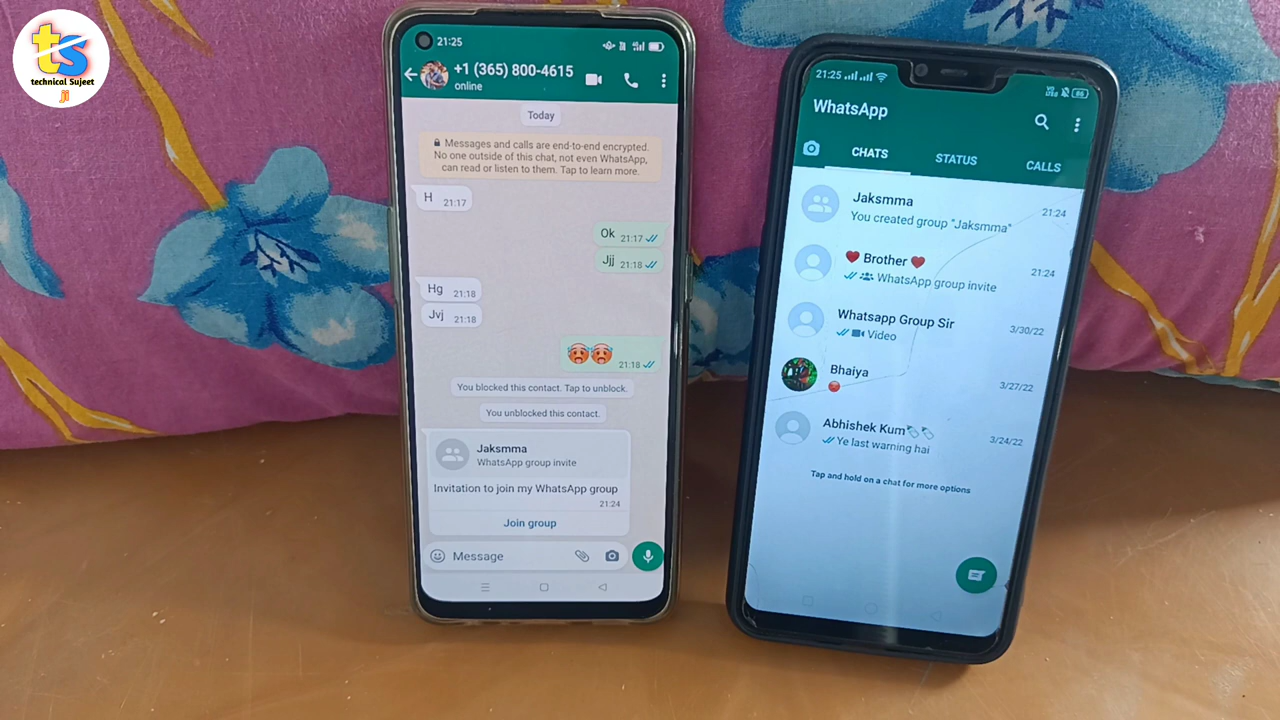 ts
technical Sujeet
ji
21:25
+1 (365) 800-4615
online
Today
Messages and calls are end-to-end encrypted.
No one outside of this chat, not even WhatsApp,
can read or listen to them. Tap to learn more.
H 21:17
Ok 21:17
Jjj 21:18
Hg 21:18
Jvj 21:18
21:18
You blocked this contact. Tap to unblock.
You unblocked this contact.
Jaksmma
WhatsApp group invite
Invitation to join my WhatsApp group
21:24
Join group
Message
21:25
86
WhatsApp
CHATS STATUS CALLS
Jaksmma 21:24
You created group "Jaksmma"
Brother 21:24
WhatsApp group invite
Whatsapp Group Sir 3/30/22
Video
Bhaiya 3/27/22
Abhishek Kum 3/24/22
Ye last warning hai
Tap and hold on a chat for more options